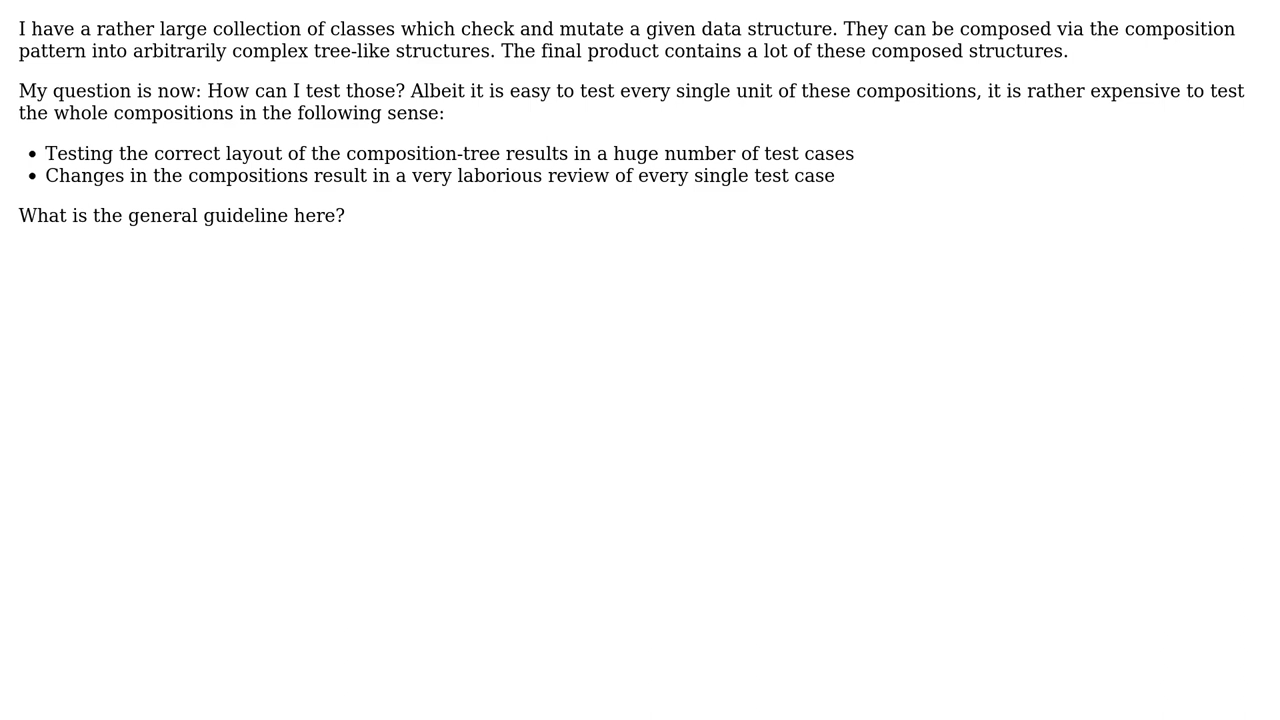 I have a rather large collection of classes which check and mutate a given data structure. They can be composed via the composition
pattern into arbitrarily complex tree-like structures. The final product contains a lot of these composed structures.
My question is now: How can I test those? Albeit it is easy to test every single unit of these compositions, it is rather expensive to test
the whole compositions in the following sense:
• Testing the correct layout of the composition-tree results in a huge number of test cases
• Changes in the compositions result in a very laborious review of every single test case
What is the general guideline here?